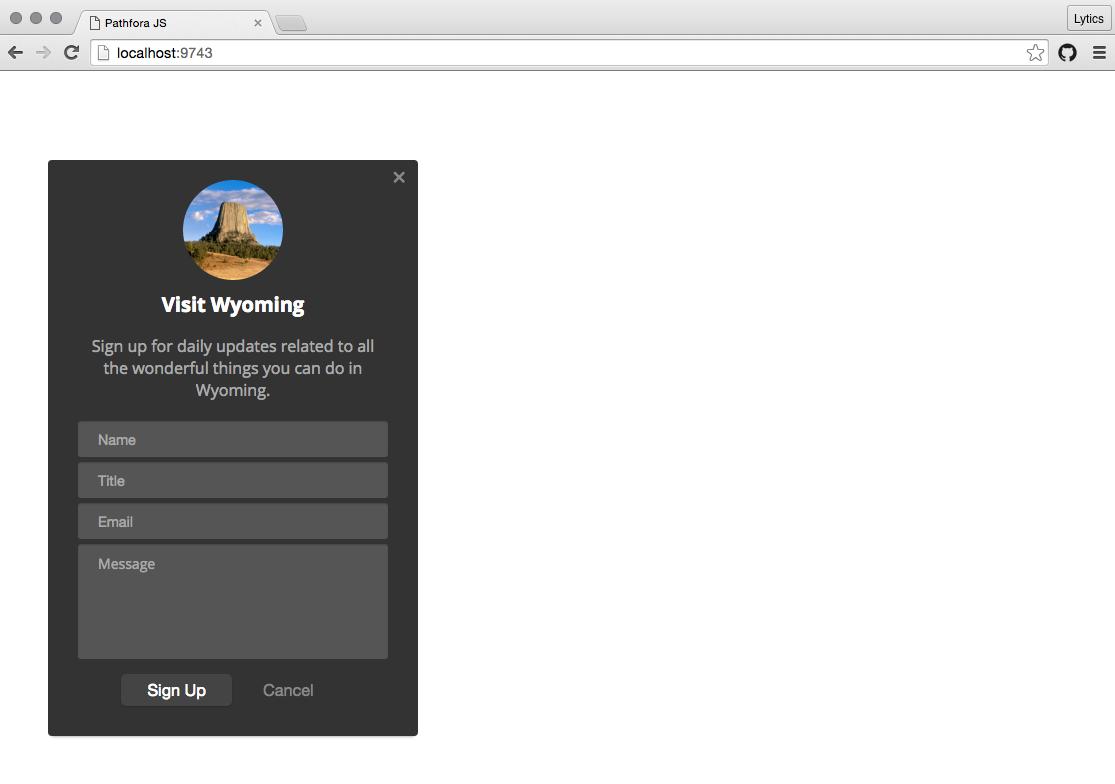 Pathfora JS
Lytics
localhost:9743
Visit Wyoming
Sign up for daily updates related to all
the wonderful things you can do in
Wyoming.
Name
Title
Email
Message
Sign Up Cancel